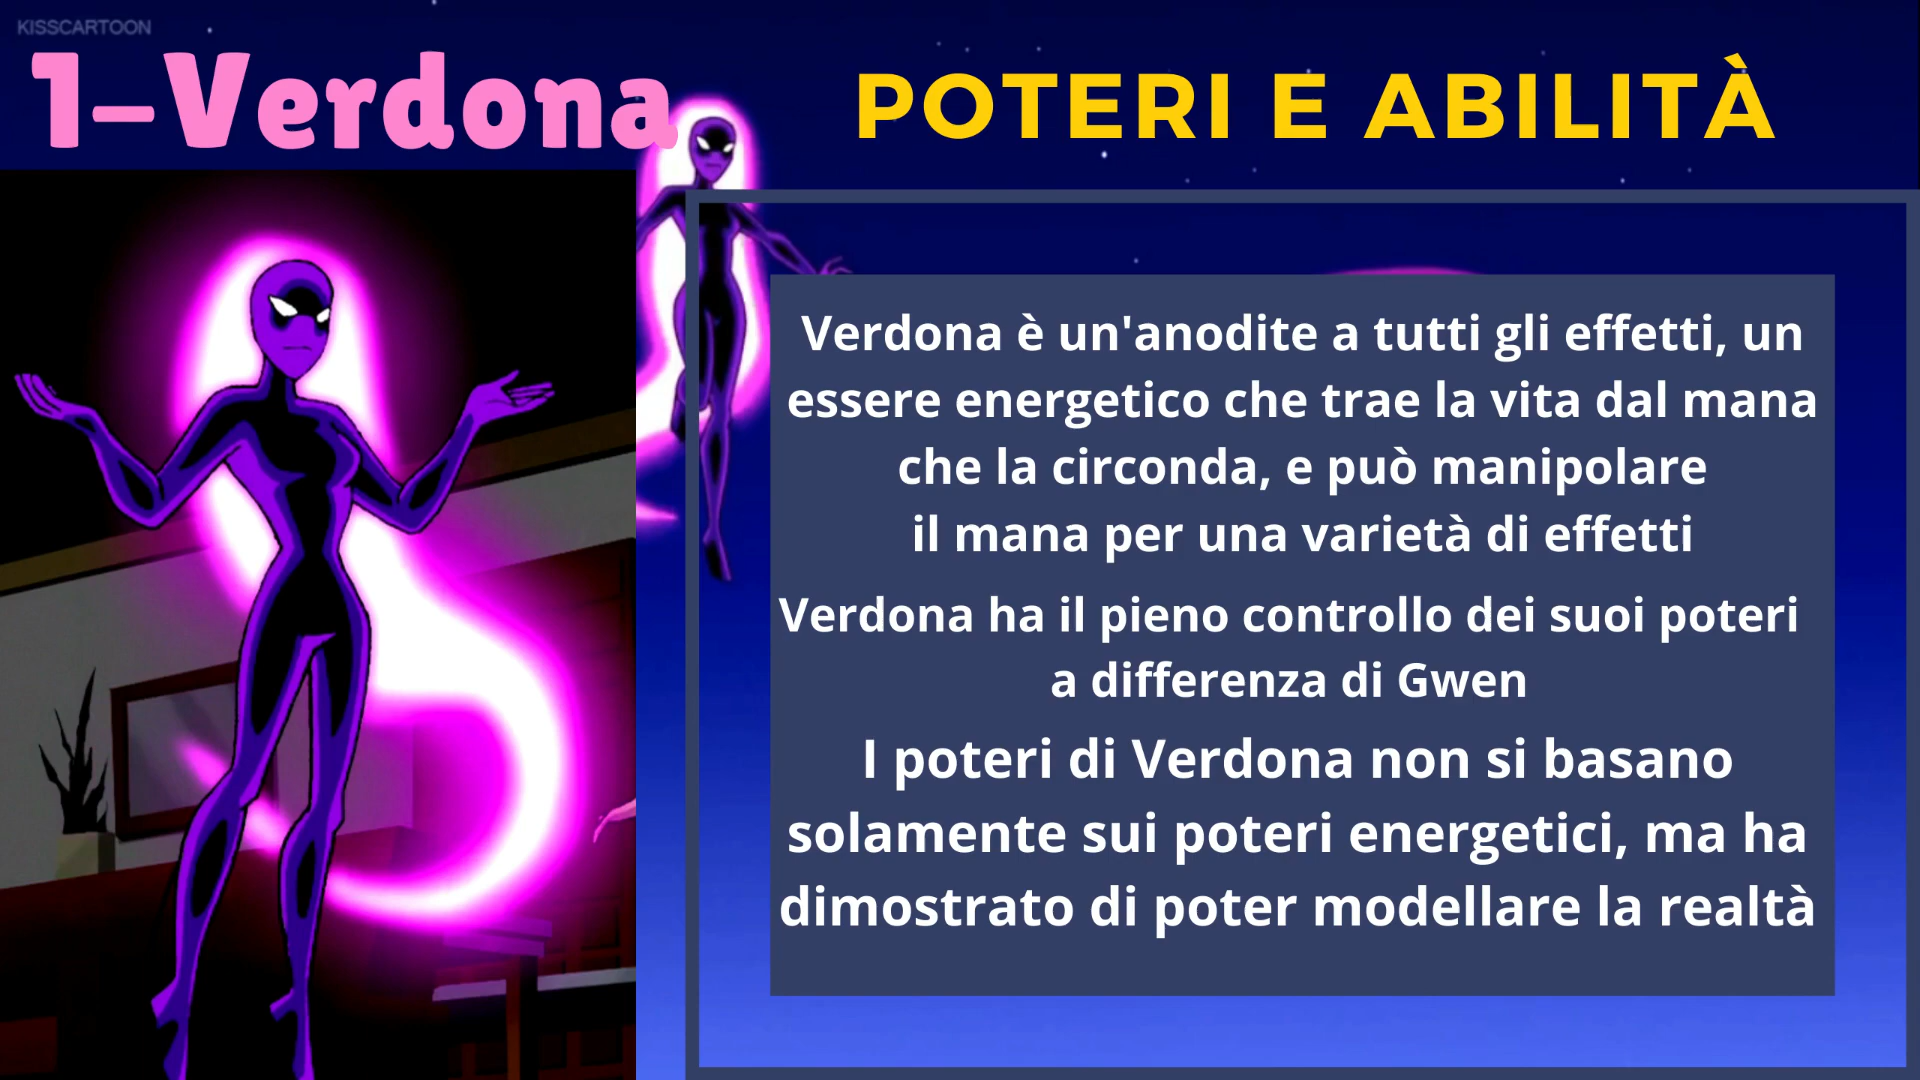 KISSCARTOON
1-Verdona
POTERI E ABILITÀ
Verdona è un'anodite a tutti gli effetti, un
essere energetico che trae la vita dal mana
che la circonda, e può manipolare
il mana per una varietà di effetti
Verdona ha il pieno controllo dei suoi poteri
a differenza di Gwen
I poteri di Verdona non si basano
solamente sui poteri energetici, ma ha
dimostrato di poter modellare la realtà